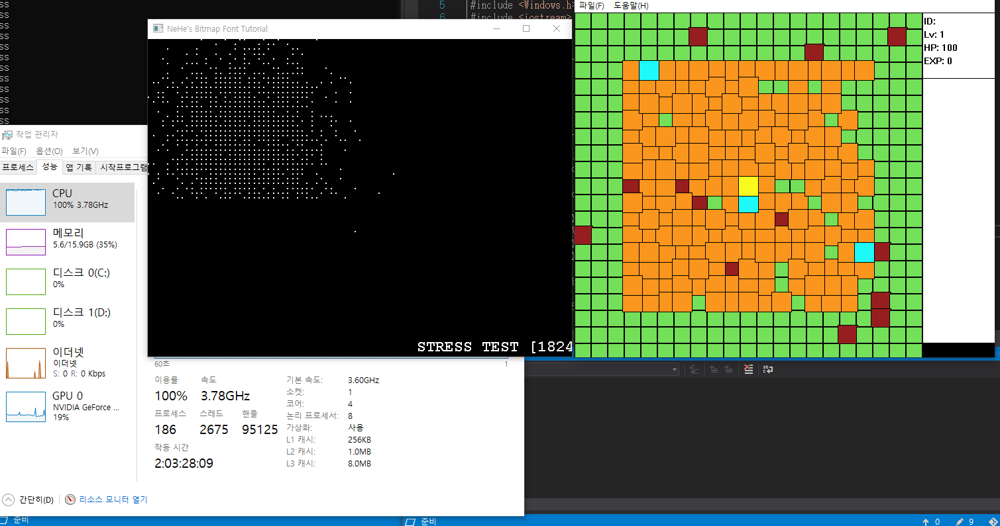 ss
ss
ss
ss
ss
ss
ss
ss
ss
ss
ss
ss
5 #include <Windows.h>
6 #include <iostream>
NeHe's Bitmap Font Tutorial
STRESS TEST [1824
파일(F) 도움말(H)
ID:
Lv: 1
HP: 100
EXP: 0
작업 관리자
파일(F) 옵션(O) 보기(V)
프로세스 성능 앱 기록 시작프로그램
CPU
100% 3.78GHz
메모리
5.6/15.9GB (35%)
디스크 0(C:)
0%
디스크 1(D:)
0%
이더넷
이더넷
S: 0 R: 0 Kbps
GPU 0
NVIDIA GeForce ...
19%
60초 1
이용률 속도
100% 3.78GHz
프로세스 스레드 핸들
186 2675 95125
작동 시간
2:03:28:09
기본 속도: 3.60GHz
소켓: 1
코어: 4
논리 프로세서: 8
가상화: 사용
L1 캐시: 256KB
L2 캐시: 1.0MB
L3 캐시: 8.0MB
간단히(D) 리소스 모니터 열기
준비
준비 0 9